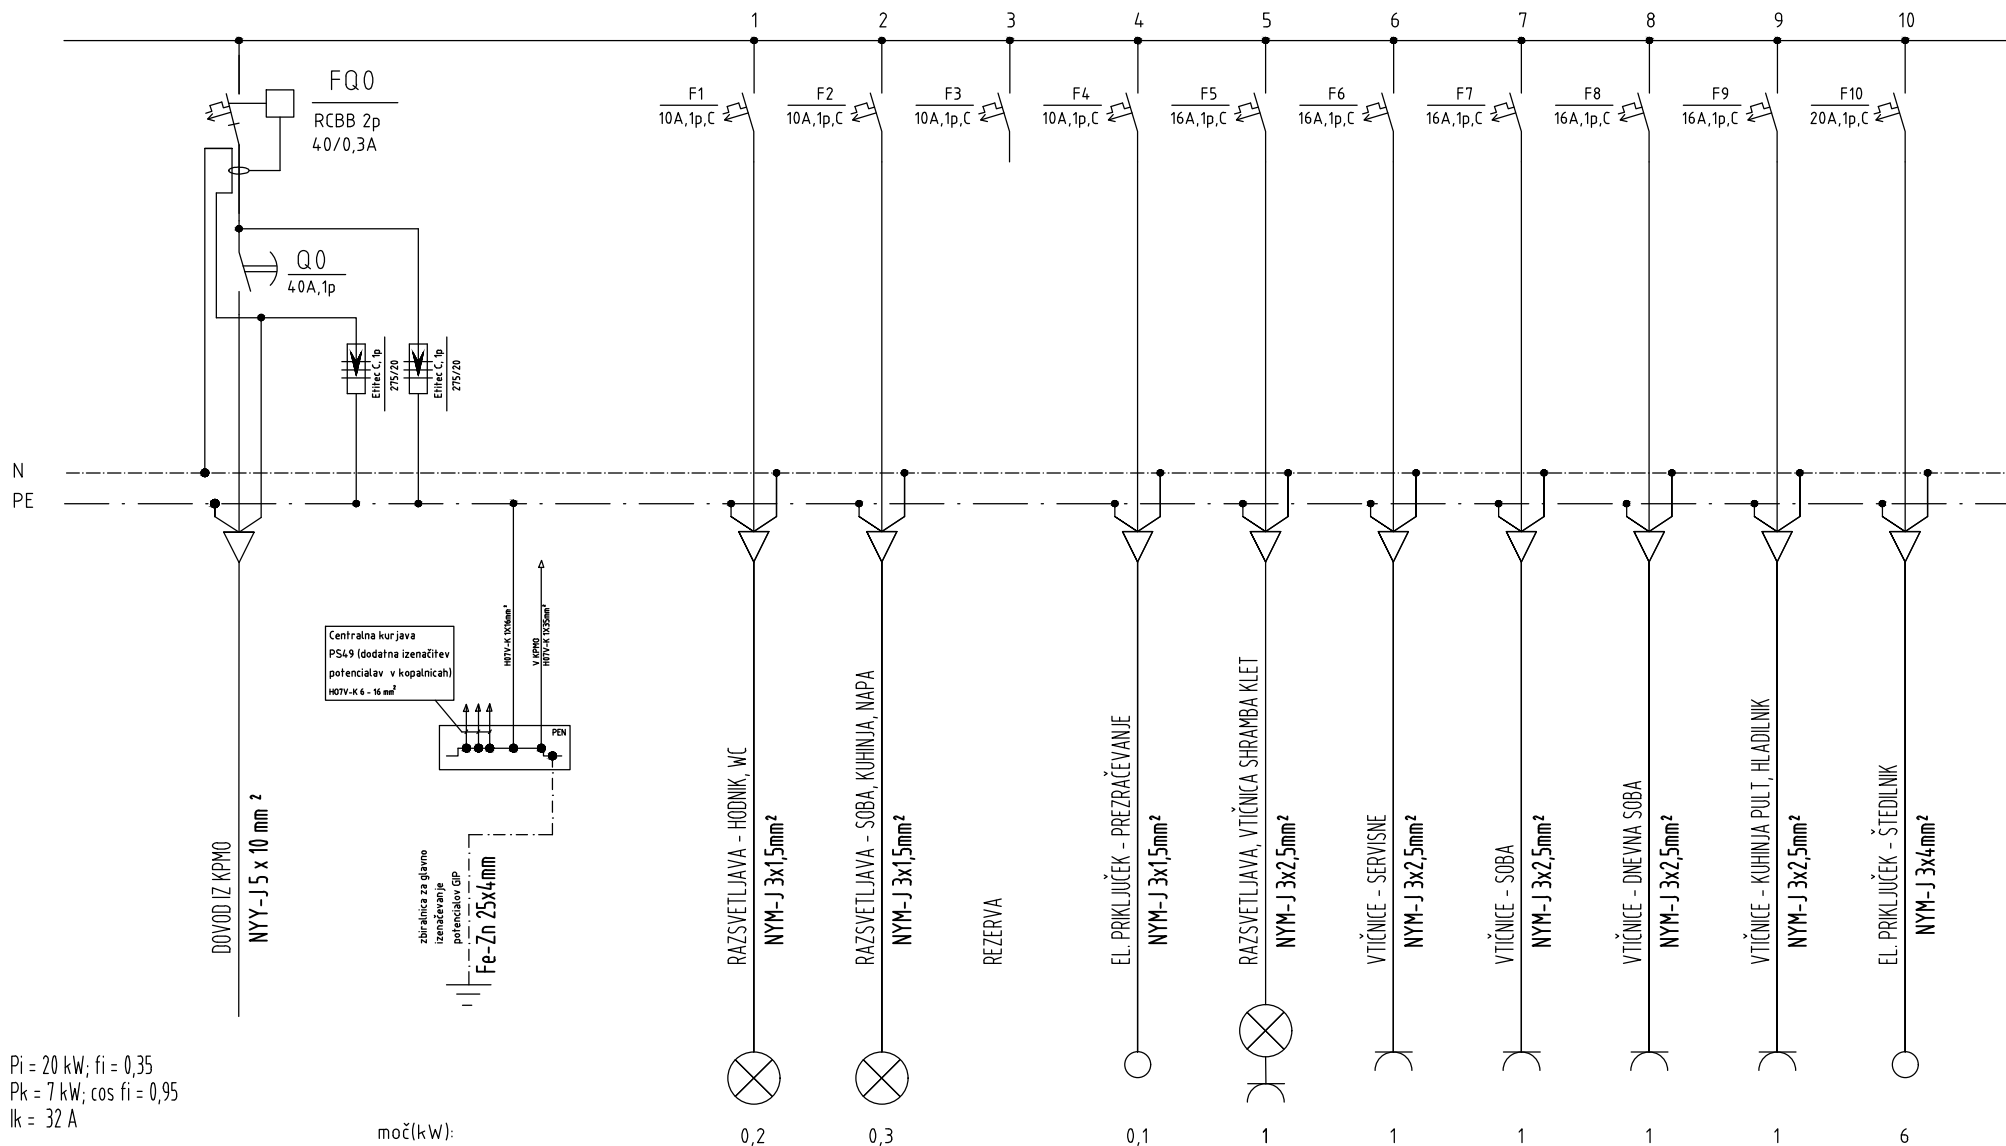 1 2 3 4 5 6 7 8 9 10
FQ0
RCBB 2p
40/0,3A
F1
10A,1p,C
F2
10A,1p,C
F3
10A,1p,C
F4
10A,1p,C
F5
16A,1p,C
F6
16A,1p,C
F7
16A,1p,C
F8
16A,1p,C
F9
16A,1p,C
F10
20A,1p,C
Q0
40A,1p
Etitec C, 1p
275/20
Etitec C, 1p
275/20
N
PE
Centralna kurjava
PS49 (dodatna izenačitev
potencialav v kopalnicah)
H07V-K 6 - 16 mm²
H07V-K 1X16mm²
V KPMO
H07V-K 1X35mm²
PEN
DOVOD IZ KPMO
NYY-J 5 x 10 mm ²
zbiralnica za glavno
izenačevanje
potencialov GIP
Fe-Zn 25x4mm
RAZSVETLJAVA - HODNIK, WC
NYM-J 3x1,5mm²
RAZSVETLJAVA - SOBA, KUHINJA, NAPA
NYM-J 3x1,5mm²
REZERVA
EL. PRIKLJUČEK - PREZRAČEVANJE
NYM-J 3x1,5mm²
RAZSVETLJAVA, VTIČNICA SHRAMBA KLET
NYM-J 3x2,5mm²
VTIČNICE - SERVISNE
NYM-J 3x2,5mm²
VTIČNICE - SOBA
NYM-J 3x2,5mm²
VTIČNICE - DNEVNA SOBA
NYM-J 3x2,5mm²
VTIČNICE - KUHINJA PULT, HLADILNIK
NYM-J 3x2,5mm²
EL. PRIKLJUČEK - ŠTEDILNIK
NYM-J 3x4mm²
Pi = 20 kW; fi = 0,35
Pk = 7 kW; cos fi = 0,95
Ik = 32 A
moč(kW): 0,2 0,3 0,1 1 1 1 1 1 6